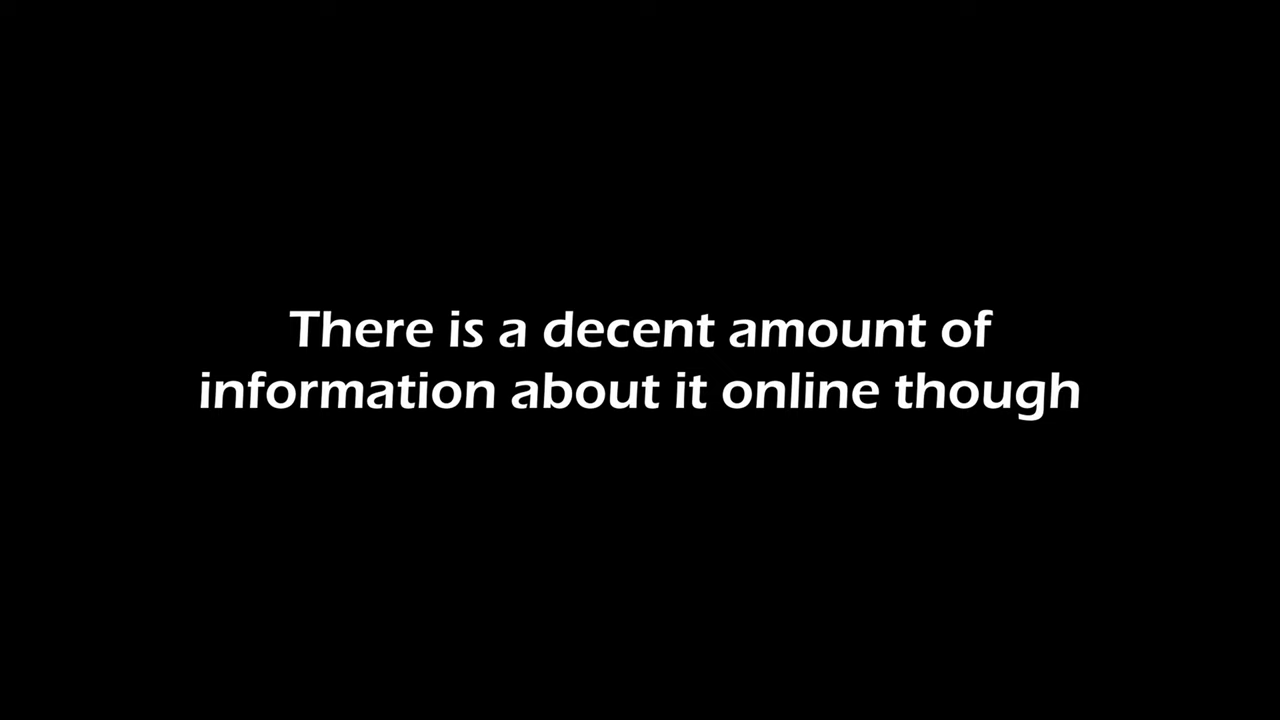 There is a decent amount of
information about it online though